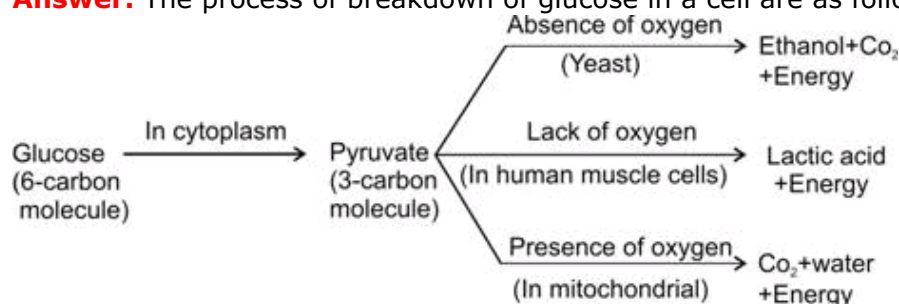 Answer: The process of breakdown of glucose in a cell are as
Absence of oxygen
(Yeast)
Ethanol+Co₂
+Energy
In cytoplasm
Glucose
(6-carbon
molecule)
Pyruvate
(3-carbon
molecule)
Lack of oxygen
(In human muscle cells)
Lactic acid
+Energy
Presence of oxygen
(In mitochondrial)
Co₂+water
+Energy